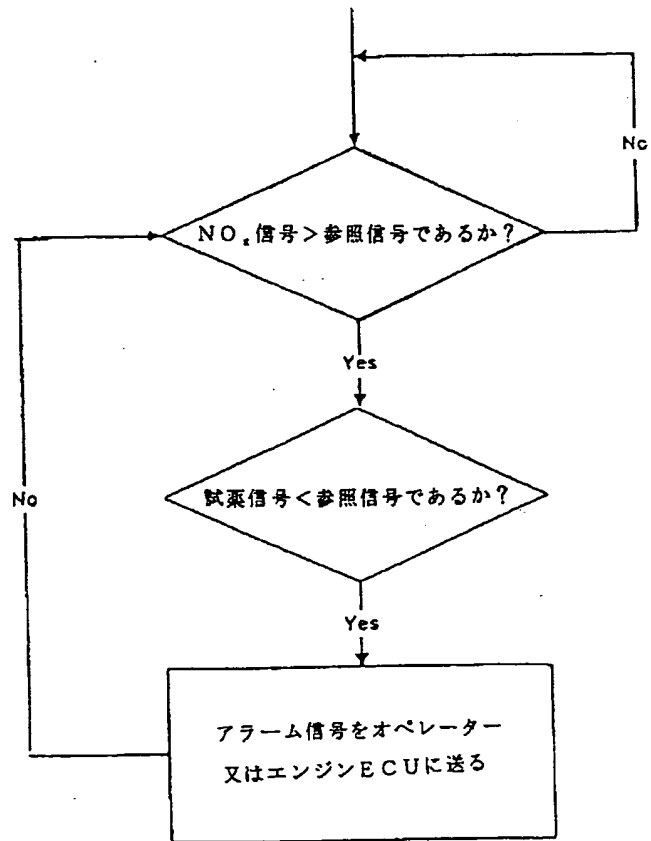 No
NOx信号>参照信号であるか?
Yes
試薬信号<参照信号であるか?
No
Yes
アラーム信号をオペレーター
又はエンジンECUに送る